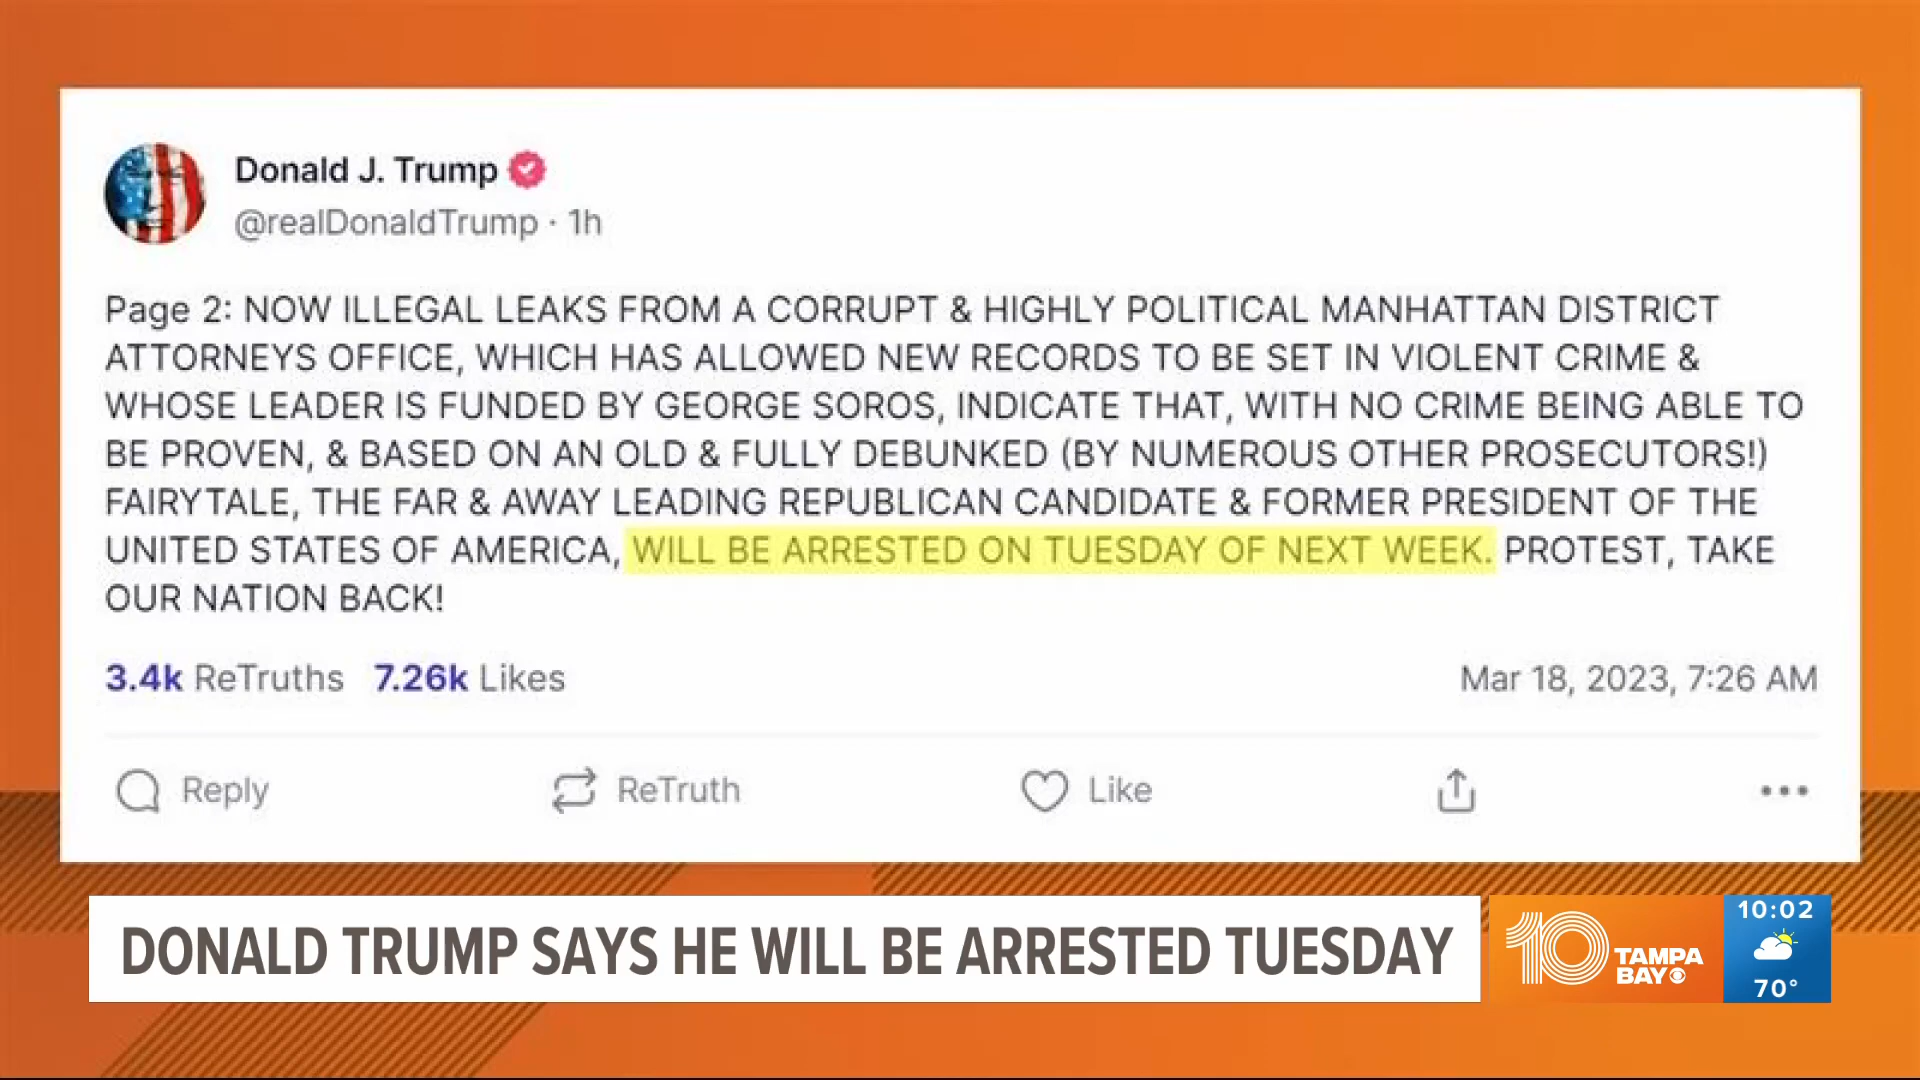 Donald J. Trump
@realDonaldTrump · 1h
Page 2: NOW ILLEGAL LEAKS FROM A CORRUPT & HIGHLY POLITICAL MANHATTAN DISTRICT
ATTORNEYS OFFICE, WHICH HAS ALLOWED NEW RECORDS TO BE SET IN VIOLENT CRIME &
WHOSE LEADER IS FUNDED BY GEORGE SOROS, INDICATE THAT, WITH NO CRIME BEING ABLE TO
BE PROVEN, & BASED ON AN OLD & FULLY DEBUNKED (BY NUMEROUS OTHER PROSECUTORS!)
FAIRYTALE, THE FAR & AWAY LEADING REPUBLICAN CANDIDATE & FORMER PRESIDENT OF THE
UNITED STATES OF AMERICA, WILL BE ARRESTED ON TUESDAY OF NEXT WEEK. PROTEST, TAKE
OUR NATION BACK!
3.4k ReTruths 7.26k Likes
Mar 18, 2023, 7:26 AM
Reply ReTruth Like
DONALD TRUMP SAYS HE WILL BE ARRESTED TUESDAY
10 TAMPA
BAY
10:02
70°